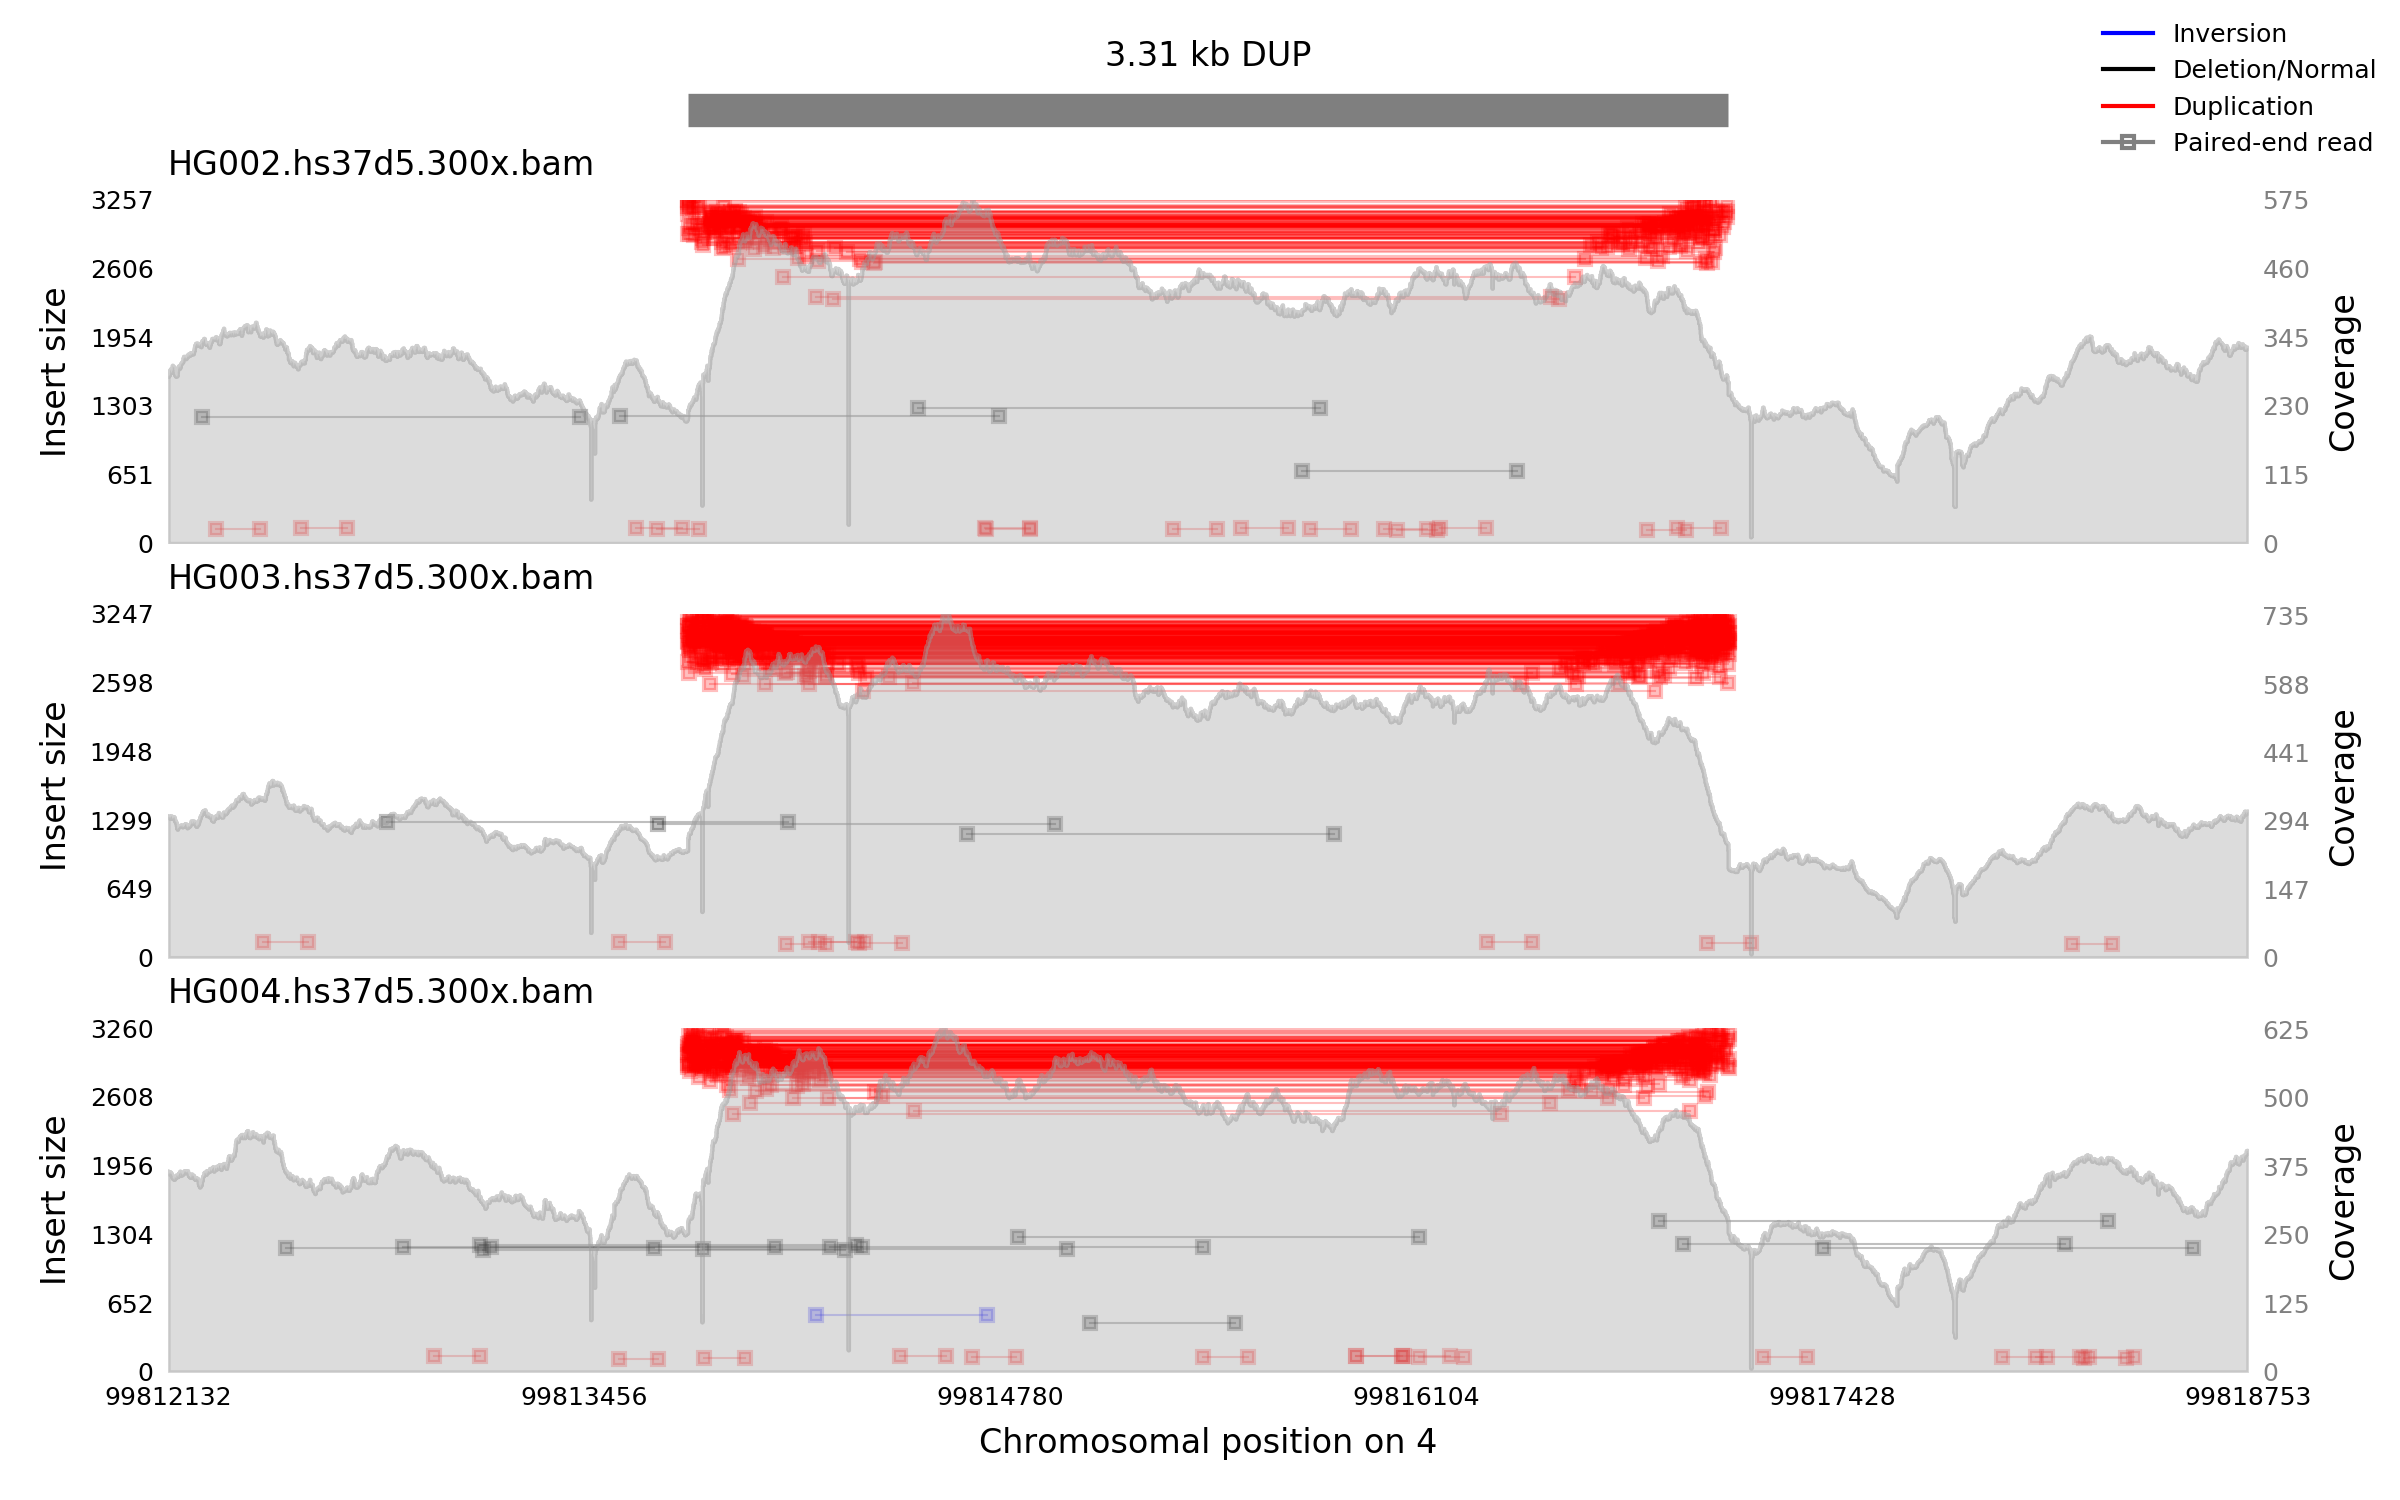 3.31 kb DUP
Inversion
Deletion/Normal
Duplication
Paired-end read
HG002.hs37d5.300x.bam
3257
2606
1954
1303
651
0
Insert size
575
460
345
230
115
0
Coverage
HG003.hs37d5.300x.bam
3247
2598
1948
1299
649
0
Insert size
735
588
441
294
147
0
Coverage
HG004.hs37d5.300x.bam
3260
2608
1956
1304
652
0
Insert size
625
500
375
250
125
0
Coverage
99812132 99813456 99814780 99816104 99817428 99818753
Chromosomal position on 4